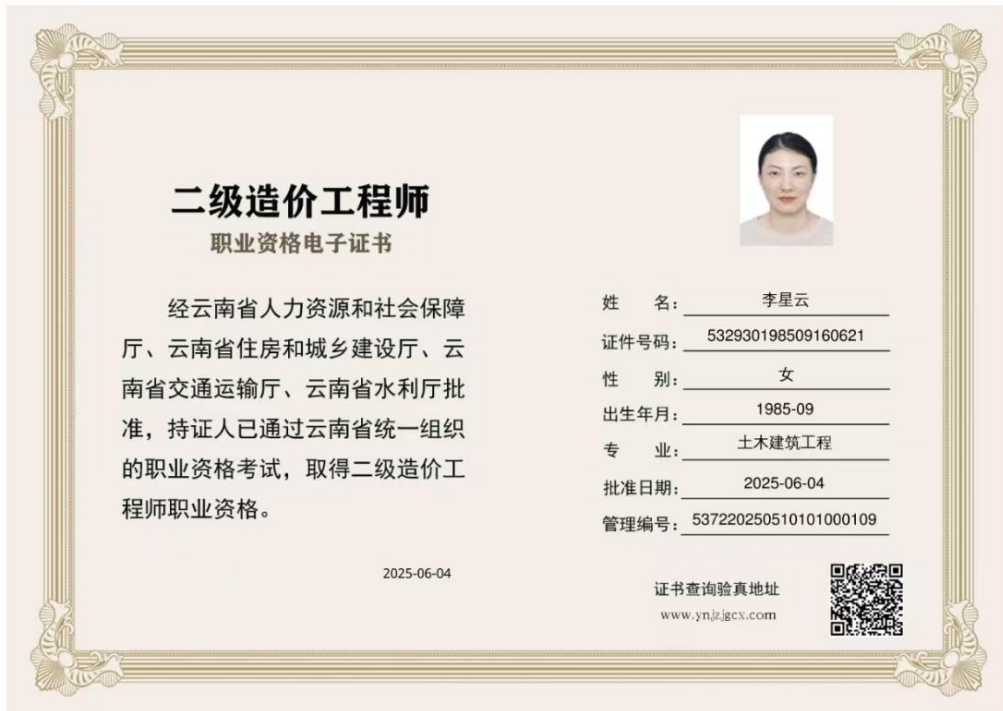 二级造价工程师
职业资格电子证书
经云南省人力资源和社会保障
厅、云南省住房和城乡建设厅、云
南省交通运输厅、云南省水利厅批
准，持证人已通过云南省统一组织
的职业资格考试，取得二级造价工
程师职业资格。
2025-06-04
姓 名： 李星云
证件号码： 532930198509160621
性 别： 女
出生年月： 1985-09
专 业： 土木建筑工程
批准日期： 2025-06-04
管理编号： 537220250510101000109
证书查询验真地址
www.ynjzjgcx.com